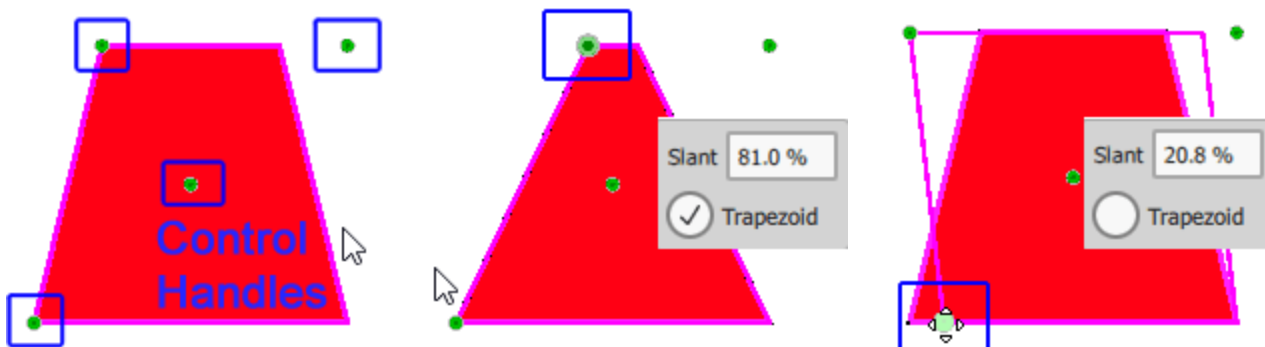 Control
Handles
Slant 81.0 %
Trapezoid
Slant 20.8 %
Trapezoid